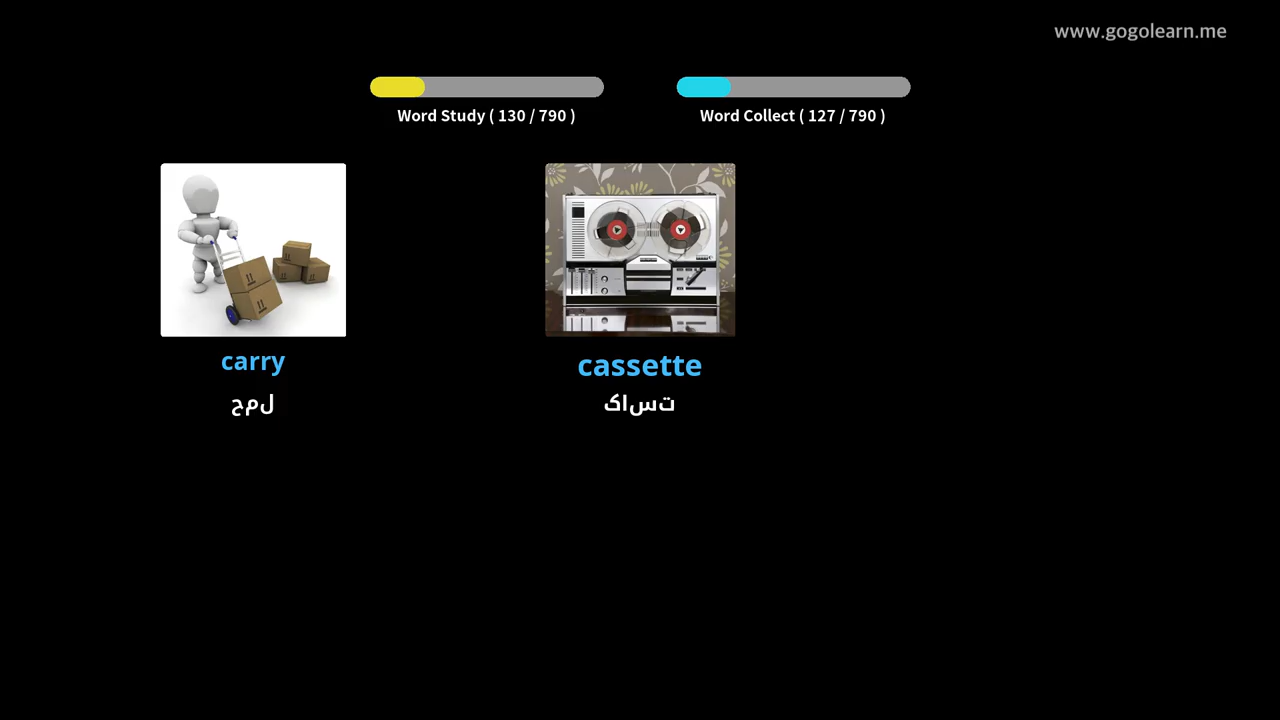 www.gogolearn.me
Word Study ( 130 / 790 )
Word Collect ( 127 / 790 )
carry
لمح
cassette
تساک